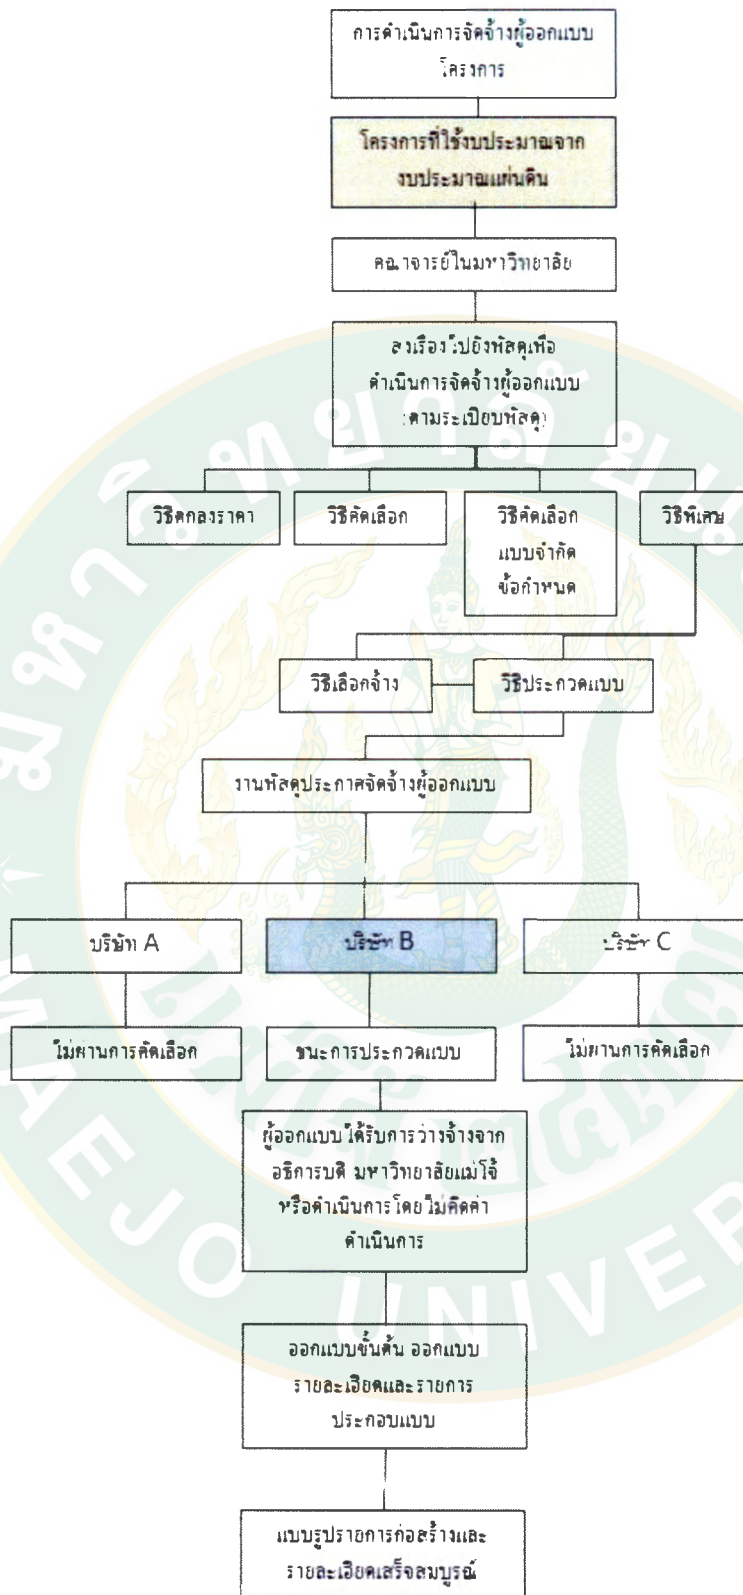 การดำเนินการจัดจ้างผู้ออกแบบ
โครงการ
โครงการที่ใช้งบประมาณจาก
งบประมาณแผ่นดิน
คณาจารย์ในมหาวิทยาลัย
ส่งเรื่องไปยังพัสดุเพื่อ
ดำเนินการจัดจ้างผู้ออกแบบ
(ตามระเบียบพัสดุ)
วิธีตกลงราคา
วิธีคัดเลือก
วิธีคัดเลือก
แบบจำกัด
ข้อกำหนด
วิธีพิเศษ
วิธีเลือกจ้าง
วิธีประกวดแบบ
งานพัสดุประกาศจัดจ้างผู้ออกแบบ
บริษัท A
บริษัท B
บริษัท C
ไม่ผ่านการคัดเลือก
ชนะการประกวดแบบ
ไม่ผ่านการคัดเลือก
ผู้ออกแบบได้รับการว่างจ้างจาก
อธิการบดี มหาวิทยาลัยแม่โจ้
หรือดำเนินการโดยไม่คิดค่า
ดำเนินการ
ออกแบบขั้นต้น ออกแบบ
รายละเอียดและรายการ
ประกอบแบบ
แบบรูปรายการก่อสร้างและ
รายละเอียดเสร็จสมบูรณ์
มหาวิทยาลัย
MAEJO UNIVE